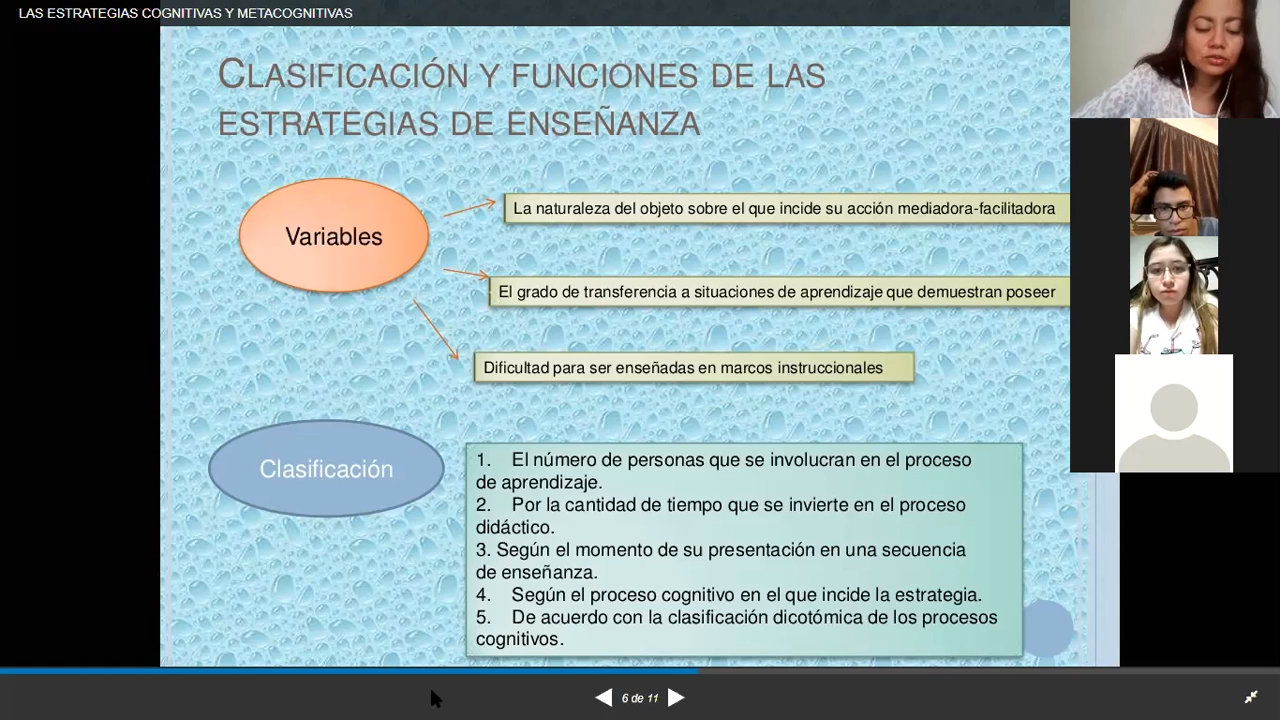 LAS ESTRATEGIAS COGNITIVAS Y METACOGNITIVAS
CLASIFICACIÓN Y FUNCIONES DE LAS
ESTRATEGIAS DE ENSEÑANZA
Variables
La naturaleza del objeto sobre el que incide su acción mediadora-facilitadora
El grado de transferencia a situaciones de aprendizaje que demuestran poseer
Dificultad para ser enseñadas en marcos instruccionales
Clasificación
1. El número de personas que se involucran en el proceso
de aprendizaje.
2. Por la cantidad de tiempo que se invierte en el proceso
didáctico.
3. Según el momento de su presentación en una secuencia
de enseñanza.
4. Según el proceso cognitivo en el que incide la estrategia.
5. De acuerdo con la clasificación dicotómica de los procesos
cognitivos.
6 de 11